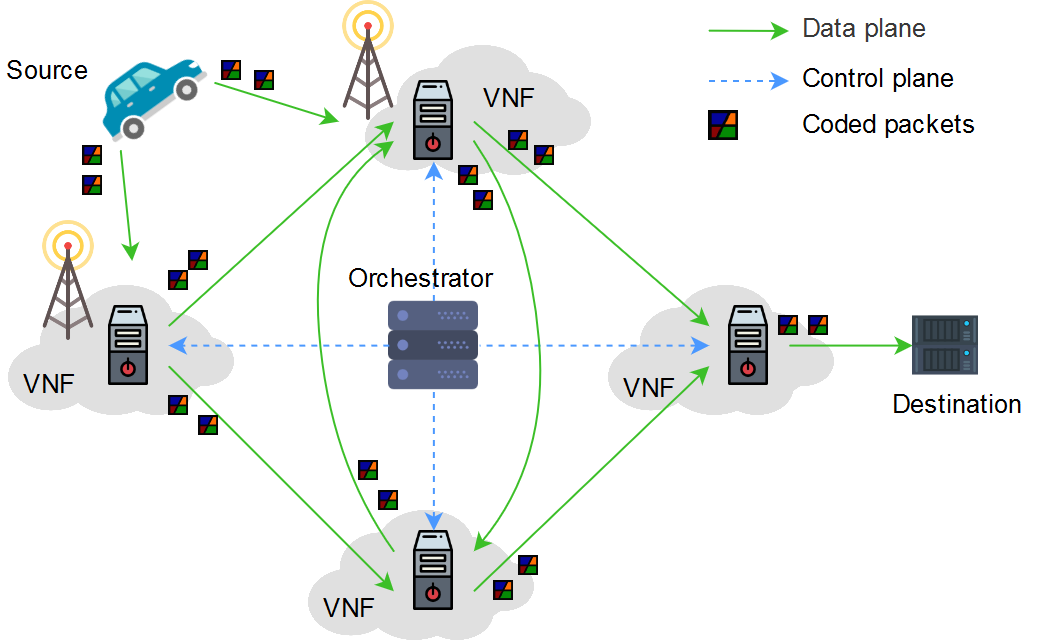 Data plane
Source
Control plane
VNF
Coded packets
Orchestrator
VNF
VNF
Destination
VNF